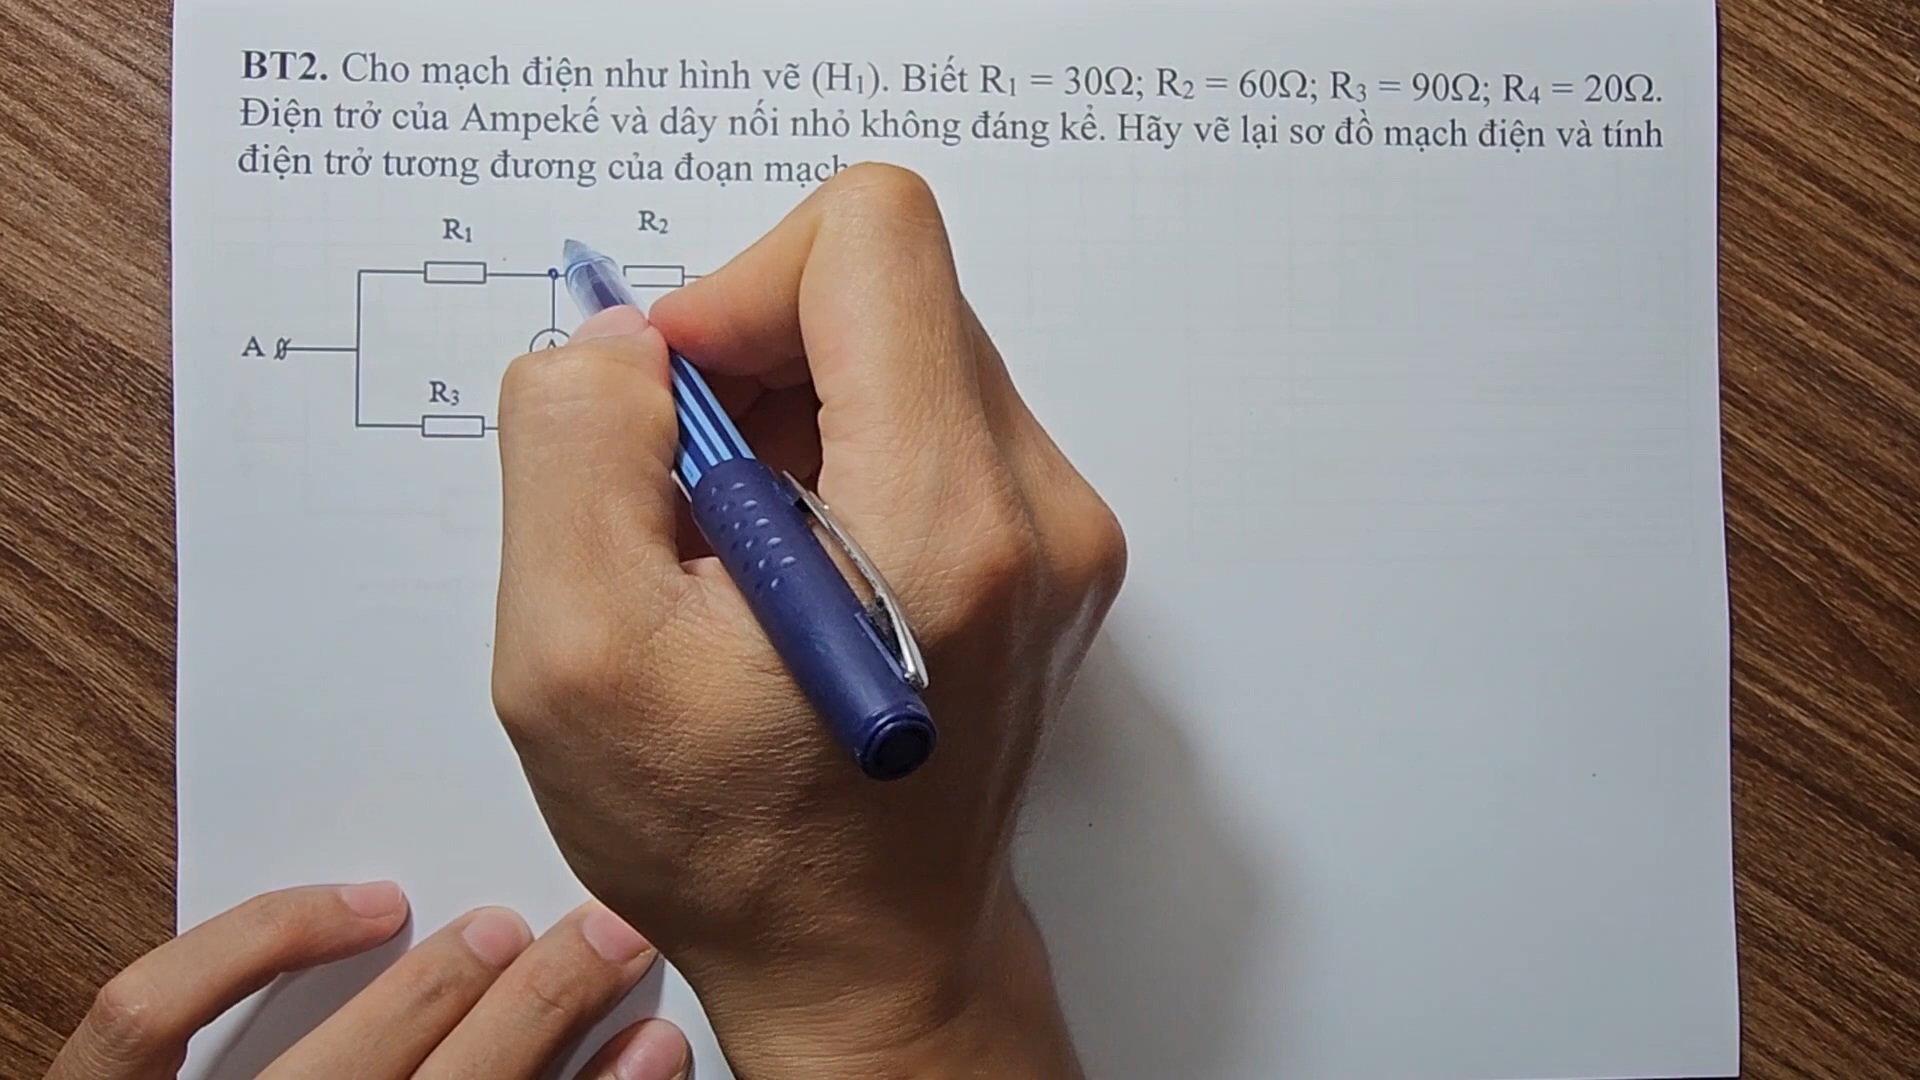 BT2. Cho mạch điện như hình vẽ (H₁). Biết R₁ = 30Ω; R₂ = 60Ω; R₃ = 90Ω; R₄ = 20Ω.
Điện trở của Ampekế và dây nối nhỏ không đáng kể. Hãy vẽ lại sơ đồ mạch điện và tính
điện trở tương đương của đoạn mạch
R₁
R₂
A
A
R₃